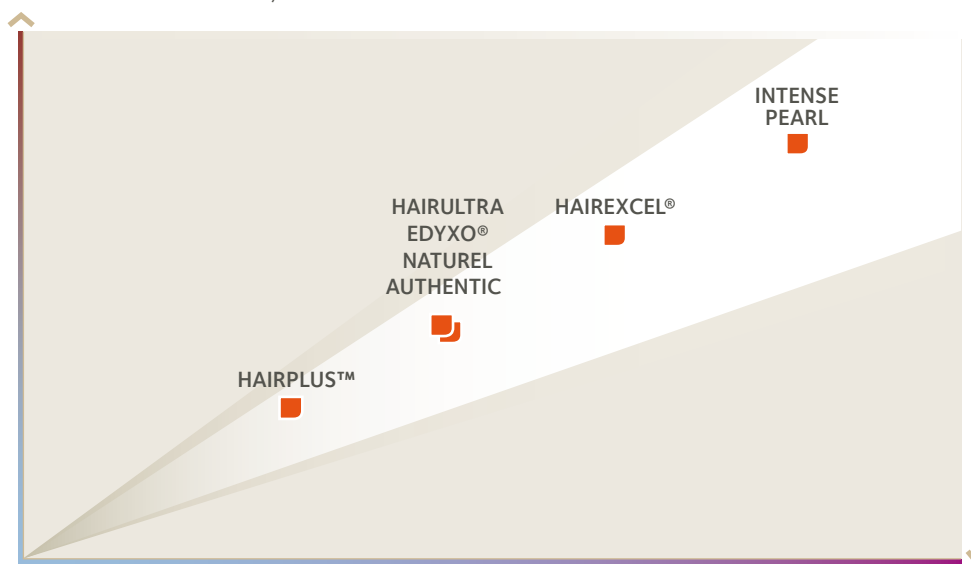 INTENSE
PEARL
HAIRULTRA
EDYXO®
NATUREL
AUTHENTIC
HAIREXCEL®
HAIRPLUS™